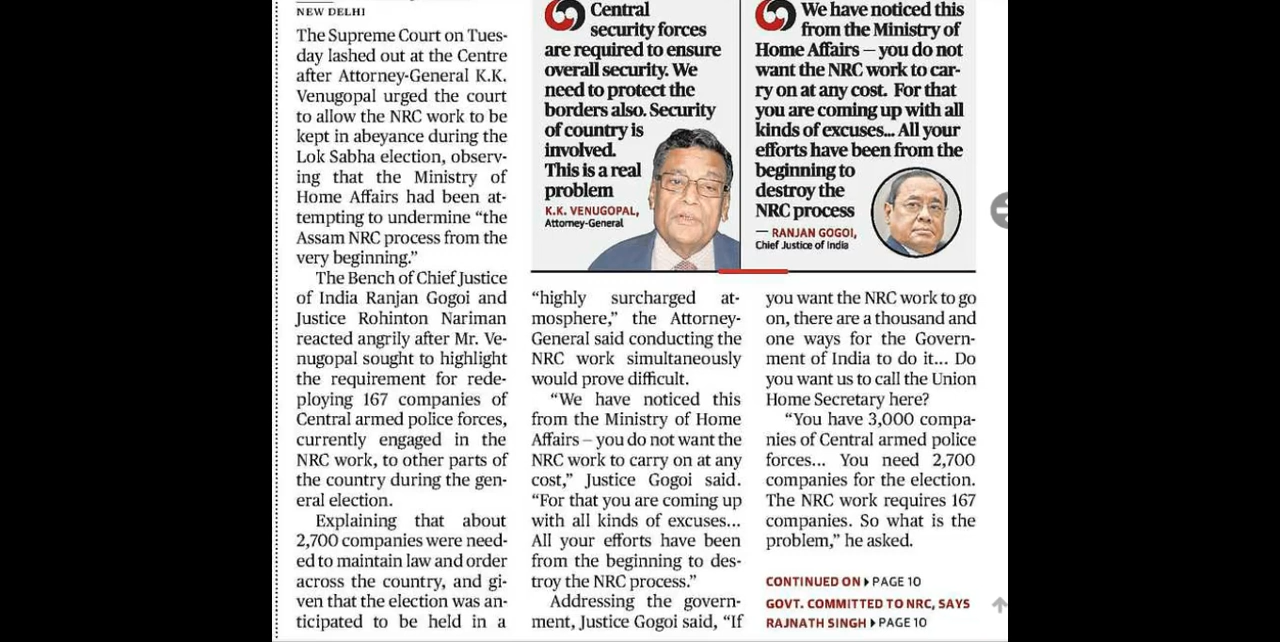 NEW DELHI
The Supreme Court on Tues-
day lashed out at the Centre
after Attorney-General K.K.
Venugopal urged the court
to allow the NRC work to be
kept in abeyance during the
Lok Sabha election, observ-
ing that the Ministry of
Home Affairs had been at-
tempting to undermine “the
Assam NRC process from the
very beginning.”
The Bench of Chief Justice
of India Ranjan Gogoi and
Justice Rohinton Nariman
reacted angrily after Mr. Ve-
nugopal sought to highlight
the requirement for rede-
ploying 167 companies of
Central armed police forces,
currently engaged in the
NRC work, to other parts of
the country during the gen-
eral election.
Explaining that about
2,700 companies were need-
ed to maintain law and order
across the country, and gi-
ven that the election was an-
ticipated to be held in a
Central
security forces
are required to ensure
overall security. We
need to protect the
borders also. Security
of country is
involved.
This is a real
problem
K.K. VENUGOPAL,
Attorney-General
We have noticed this
from the Ministry of
Home Affairs – you do not
want the NRC work to car-
ry on at any cost. For that
you are coming up with all
kinds of excuses... All your
efforts have been from the
beginning to
destroy the
NRC process
— RANJAN GOGOI,
Chief Justice of India
“highly surcharged at-
mosphere,” the Attorney-
General said conducting the
NRC work simultaneously
would prove difficult.
“We have noticed this
from the Ministry of Home
Affairs – you do not want the
NRC work to carry on at any
cost,” Justice Gogoi said.
“For that you are coming up
with all kinds of excuses...
All your efforts have been
from the beginning to des-
troy the NRC process.”
Addressing the govern-
ment, Justice Gogoi said, “If
you want the NRC work to go
on, there are a thousand and
one ways for the Govern-
ment of India to do it... Do
you want us to call the Union
Home Secretary here?
“You have 3,000 compa-
nies of Central armed police
forces... You need 2,700
companies for the election.
The NRC work requires 167
companies. So what is the
problem,” he asked.
CONTINUED ON ▸ PAGE 10
GOVT. COMMITTED TO NRC, SAYS
RAJNATH SINGH ▸ PAGE 10